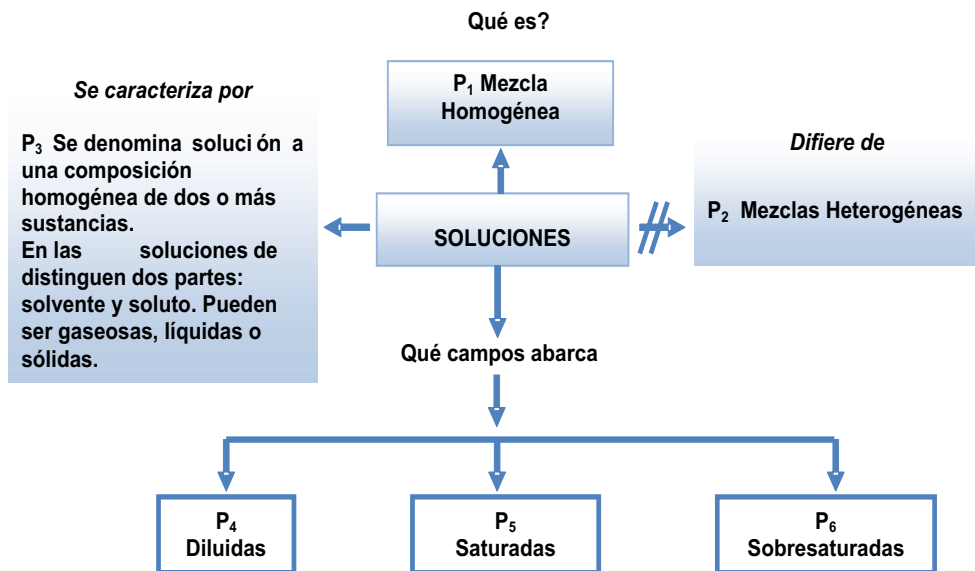 Qué es?
P1 Mezcla
Homogénea
Se caracteriza por
P3 Se denomina soluci ón a
una composición
homogénea de dos o más
sustancias.
En las soluciones de
distinguen dos partes:
solvente y soluto. Pueden
ser gaseosas, líquidas o
sólidas.
SOLUCIONES
Difiere de
P2 Mezclas Heterogéneas
Qué campos abarca
P4
Diluidas
P5
Saturadas
P6
Sobresaturadas